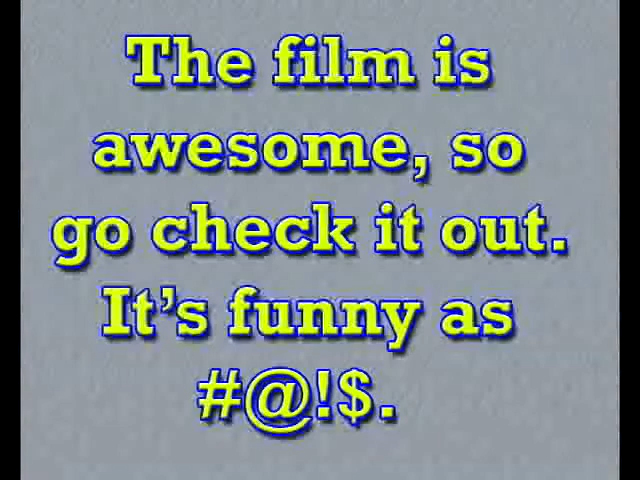 The film is
awesome, so
go check it out.
It's funny as
#@!$.